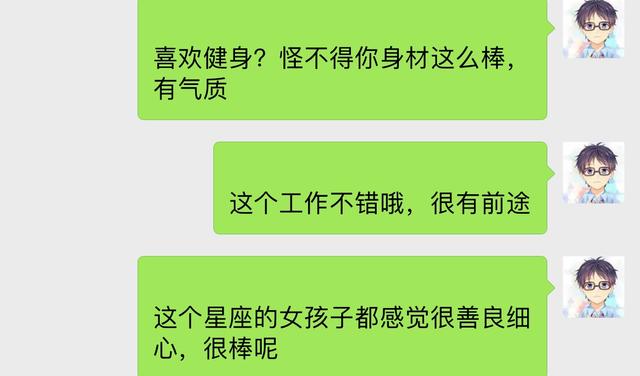 喜欢健身？怪不得你身材这么棒，
有气质
这个工作不错哦，很有前途
这个星座的女孩子都感觉很善良细
心，很棒呢